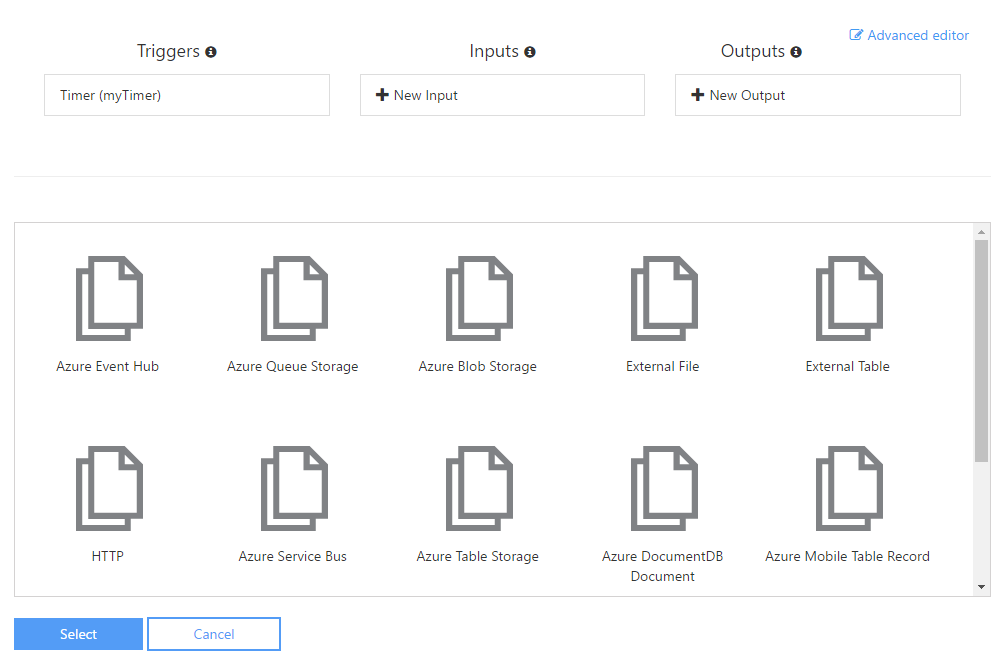 Advanced editor
Triggers
Inputs
Outputs
Timer (myTimer)
New Input
New Output
Azure Event Hub
Azure Queue Storage
Azure Blob Storage
External File
External Table
HTTP
Azure Service Bus
Azure Table Storage
Azure DocumentDB
Document
Azure Mobile Table Record
Select
Cancel